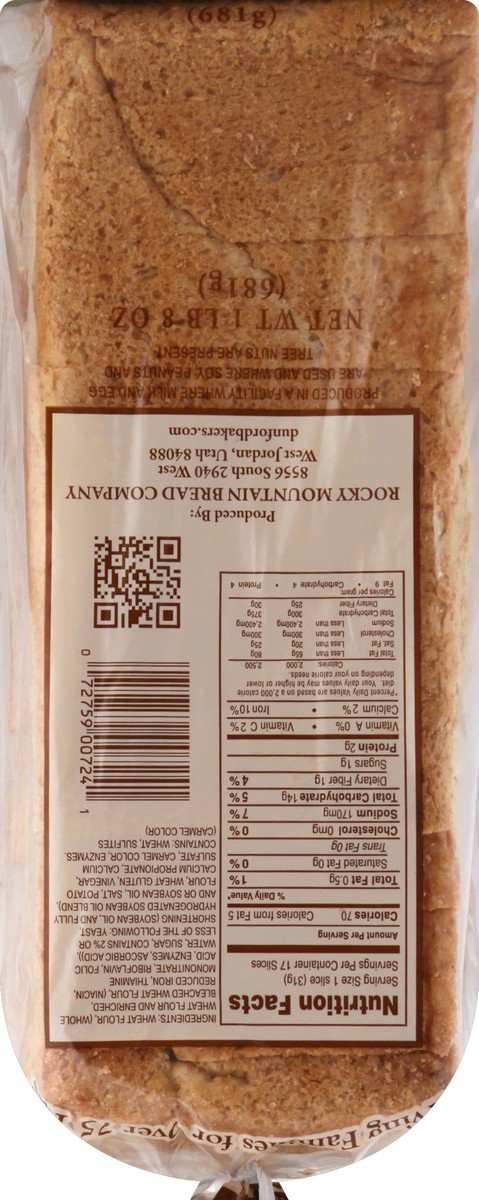 Nutrition Facts
Serving Size 1 slice (31g)
Servings Per Container 17 Slices
Amount Per Serving
Calories 70 Calories from Fat 5
% Daily Value*
Total Fat 0.5g 1%
Saturated Fat 0g 0%
Trans Fat 0g
Cholesterol 0mg 0%
Sodium 170mg 7%
Total Carbohydrate 14g 5%
Dietary Fiber 1g 4%
Sugars 1g
Protein 2g
Vitamin A 0% • Vitamin C 2%
Calcium 2% • Iron 10%
*Percent Daily Values are based on a 2,000 calorie
diet. Your daily values may be higher or lower
depending on your calorie needs.
Calories: 2,000 2,500
Total Fat Less than 65g 80g
Sat. Fat Less than 20g 25g
Cholesterol Less than 300mg 300mg
Sodium Less than 2,400mg 2,400mg
Total Carbohydrate 300g 375g
Dietary Fiber 25g 30g
Calories per gram:
Fat 9 • Carbohydrate 4 • Protein 4
INGREDIENTS: WHEAT FLOUR, (WHOLE
WHEAT FLOUR AND ENRICHED,
BLEACHED WHEAT FLOUR, (NIACIN,
REDUCED IRON, THIAMINE
MONONITRATE, RIBOFLAVIN, FOLIC
ACID, ENZYMES, ASCORBIC ACID)),
WATER, SUGAR, CONTAINS 2% OR
LESS OF THE FOLLOWING: YEAST,
SHORTENING (SOYBEAN OIL, AND FULLY
HYDROGENATED SOYBEAN OIL BLEND),
AND OR SOYBEAN OIL, SALT, POTATO
FLOUR, WHEAT GLUTEN, VINEGAR,
CALCIUM PROPIONATE, CALCIUM
SULFATE, CARMEL COLOR, ENZYMES.
CONTAINS: WHEAT, SULFITES
(CARMEL COLOR)
0 72759 00724 1
Produced By:
ROCKY MOUNTAIN BREAD COMPANY
8556 South 2940 West
West Jordan, Utah 84088
dunfordbakers.com
PRODUCED IN A FACILITY WHERE MILK AND EGG
ARE USED AND WHERE SOY, PEANUTS AND
TREE NUTS ARE PRESENT
NET WT 1 LB 8 OZ
(681g)
(681g)